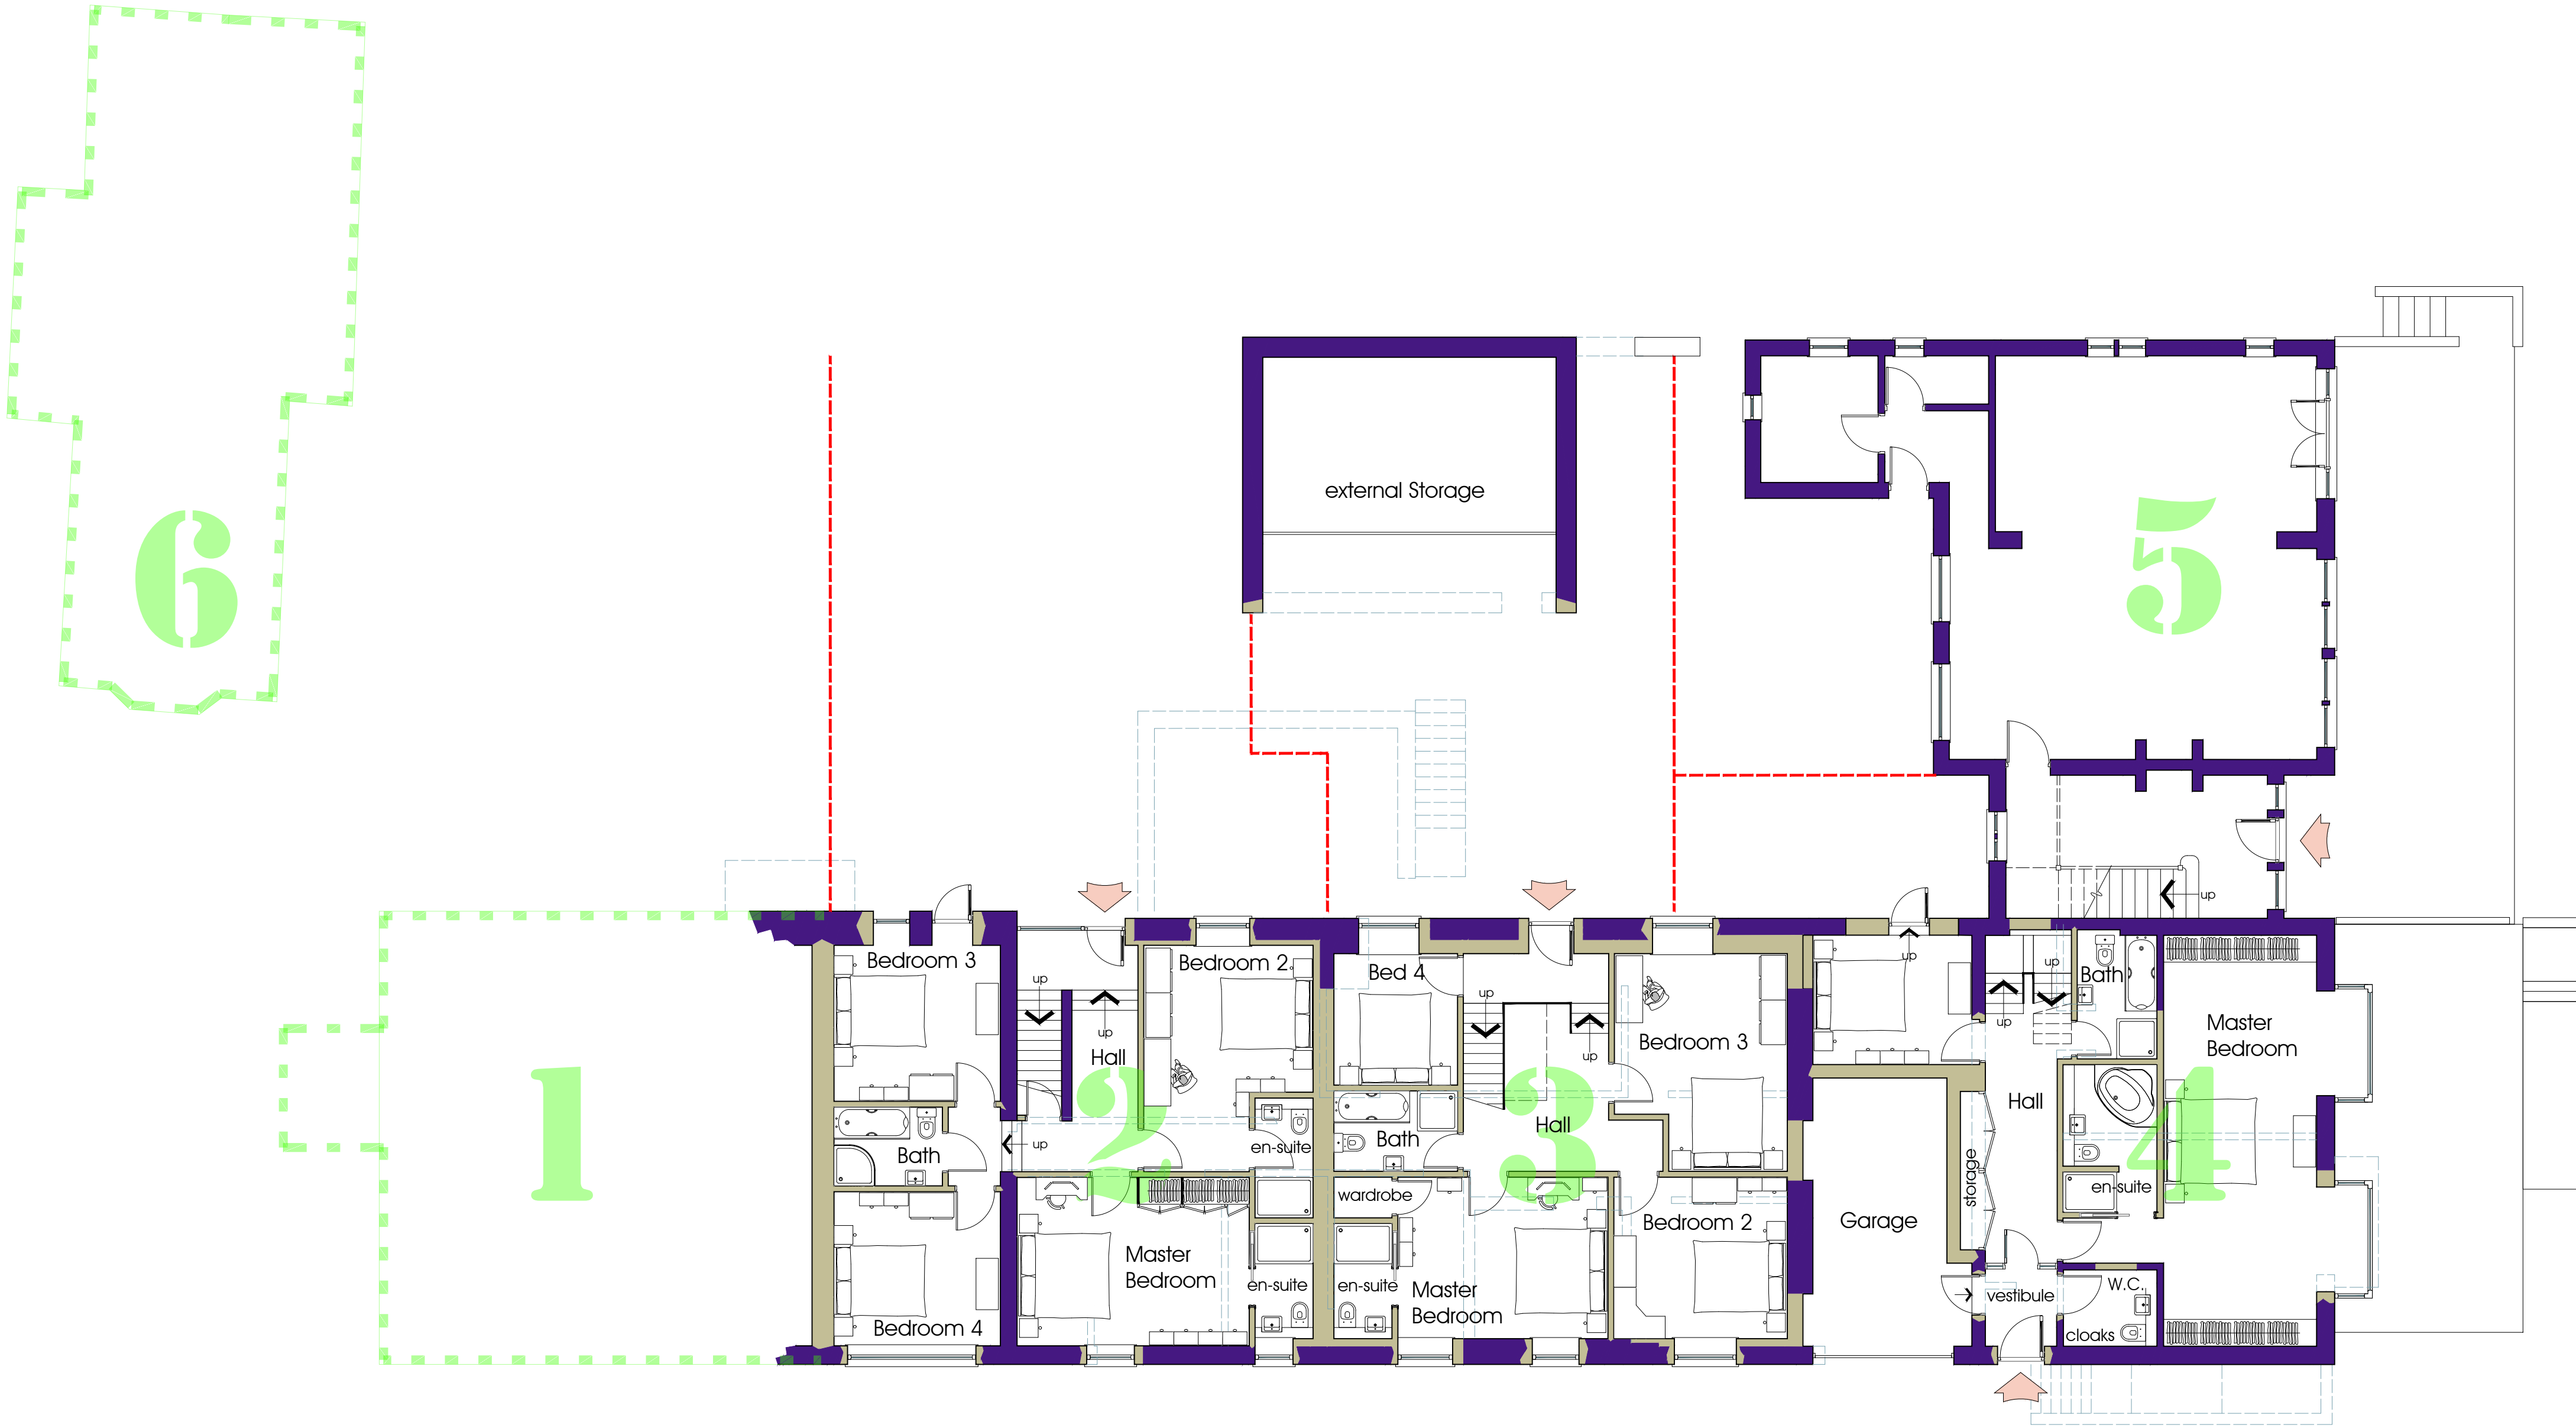 6
external Storage
5
up
Bedroom 3
up
up
Hall
Bedroom 2
Bed 4
up
up
Bedroom 3
up
up
up
Bath
Master
Bedroom
Hall
1
2
3
4
Bath
up
en-suite
Bath
Hall
storage
en-suite
wardrobe
Bedroom 2
Garage
Master
Bedroom
en-suite
en-suite
Master
Bedroom
vestibule
W.C.
cloaks
Bedroom 4